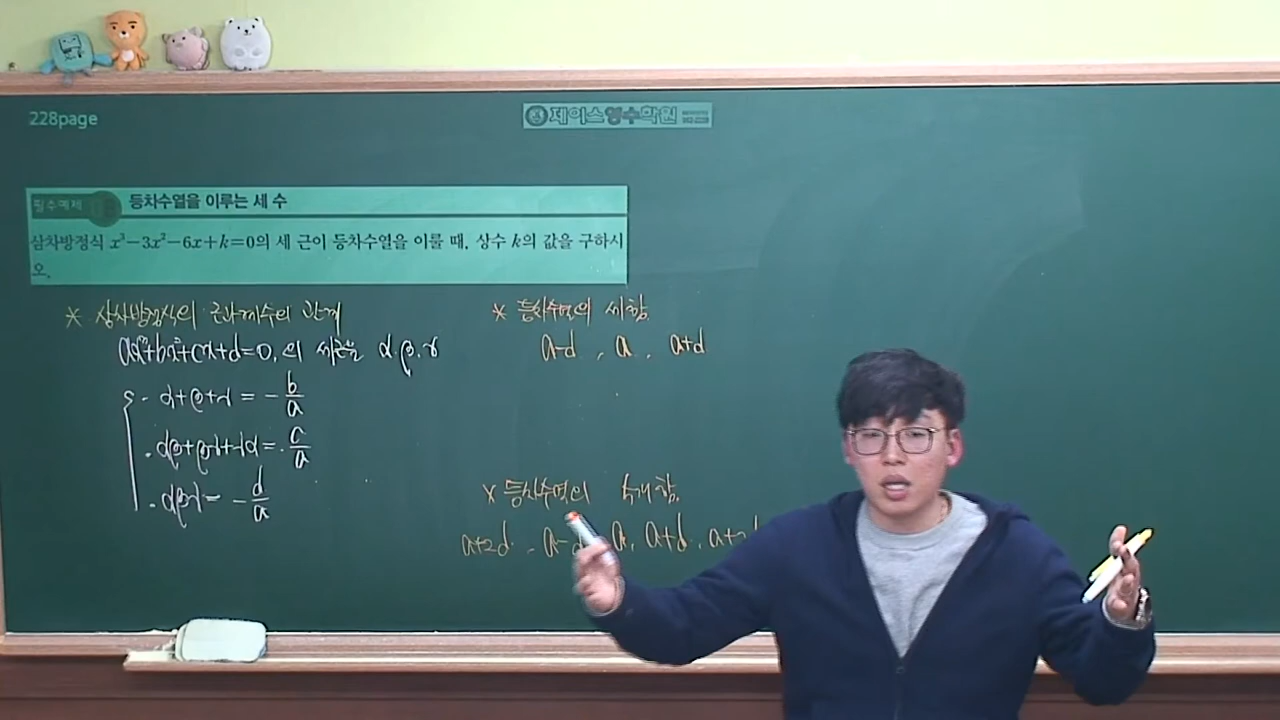 228page
제이스영수학원
필수예제 등차수열을 이루는 세 수
삼차방정식 x³−3x²−6x+k=0의 세 근이 등차수열을 이룰 때, 상수 k의 값을 구하시
오.
* 삼차방정식의 근과 계수의 관계
ax³+bx²+cx+d=0, 의 세근을 α, β, γ
· α+β+γ = −b/a
· αβ+βγ+γα = c/a
· αβγ = −d/a
* 등차수열의 세항
a−d , a , a+d
* 등차수열의
a+2d , a−d a, a+d, a+